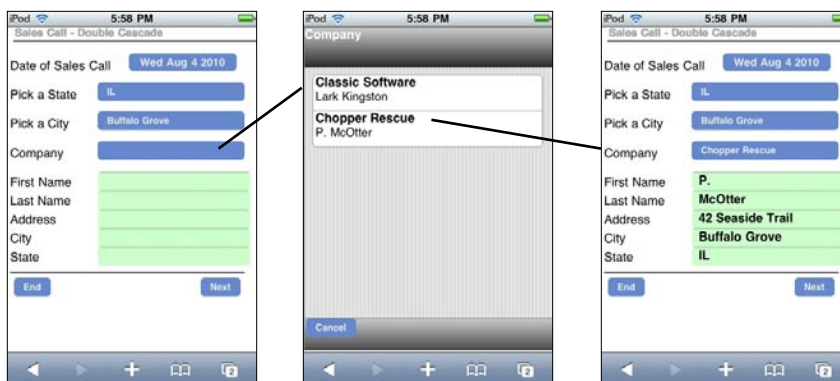 iPod 5:58 PM
Sales Call - Double Cascade
Date of Sales Call Wed Aug 4 2010
Pick a State IL
Pick a City Buffalo Grove
Company
First Name
Last Name
Address
City
State
End Next
2
iPod 5:58 PM
Company
Classic Software
Lark Kingston
Chopper Rescue
P. McOtter
Cancel
2
iPod 5:58 PM
Sales Call - Double Cascade
Date of Sales Call Wed Aug 4 2010
Pick a State IL
Pick a City Buffalo Grove
Company Chopper Rescue
First Name P.
Last Name McOtter
Address 42 Seaside Trail
City Buffalo Grove
State IL
End Next
2